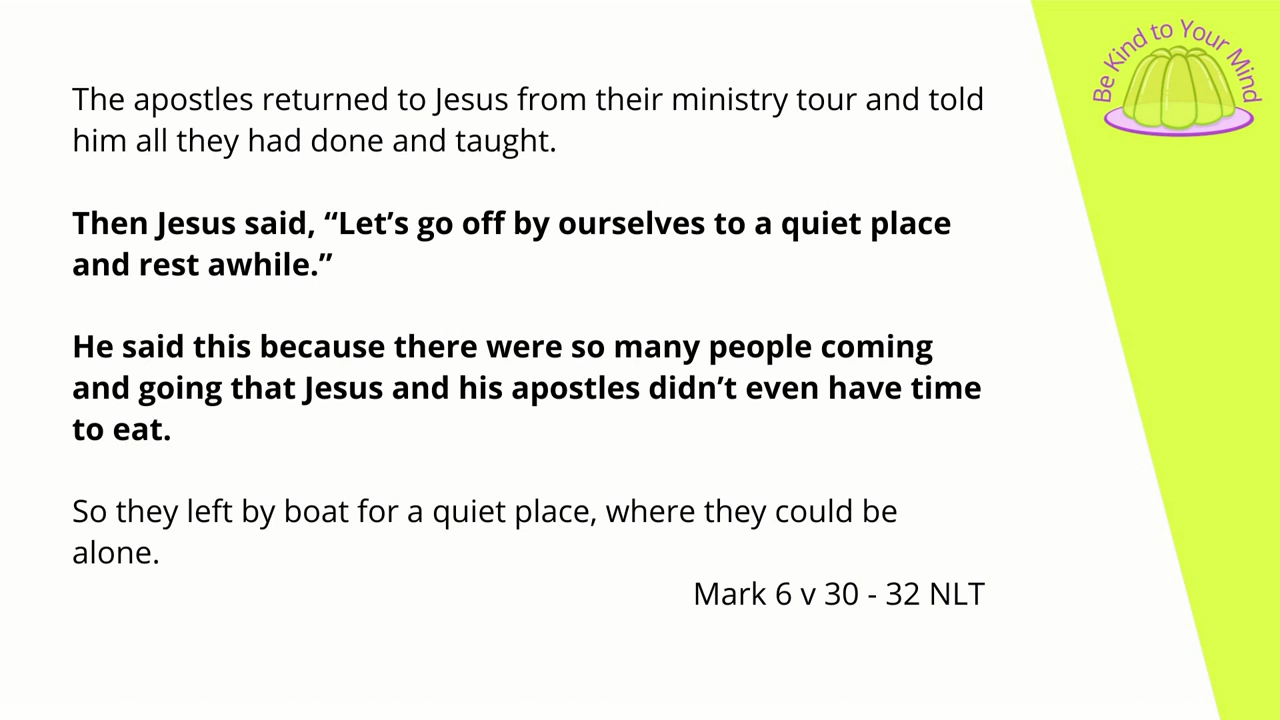 Be Kind to Your Mind
The apostles returned to Jesus from their ministry tour and told
him all they had done and taught.
Then Jesus said, “Let’s go off by ourselves to a quiet place
and rest awhile.”
He said this because there were so many people coming
and going that Jesus and his apostles didn’t even have time
to eat.
So they left by boat for a quiet place, where they could be
alone.
Mark 6 v 30 - 32 NLT